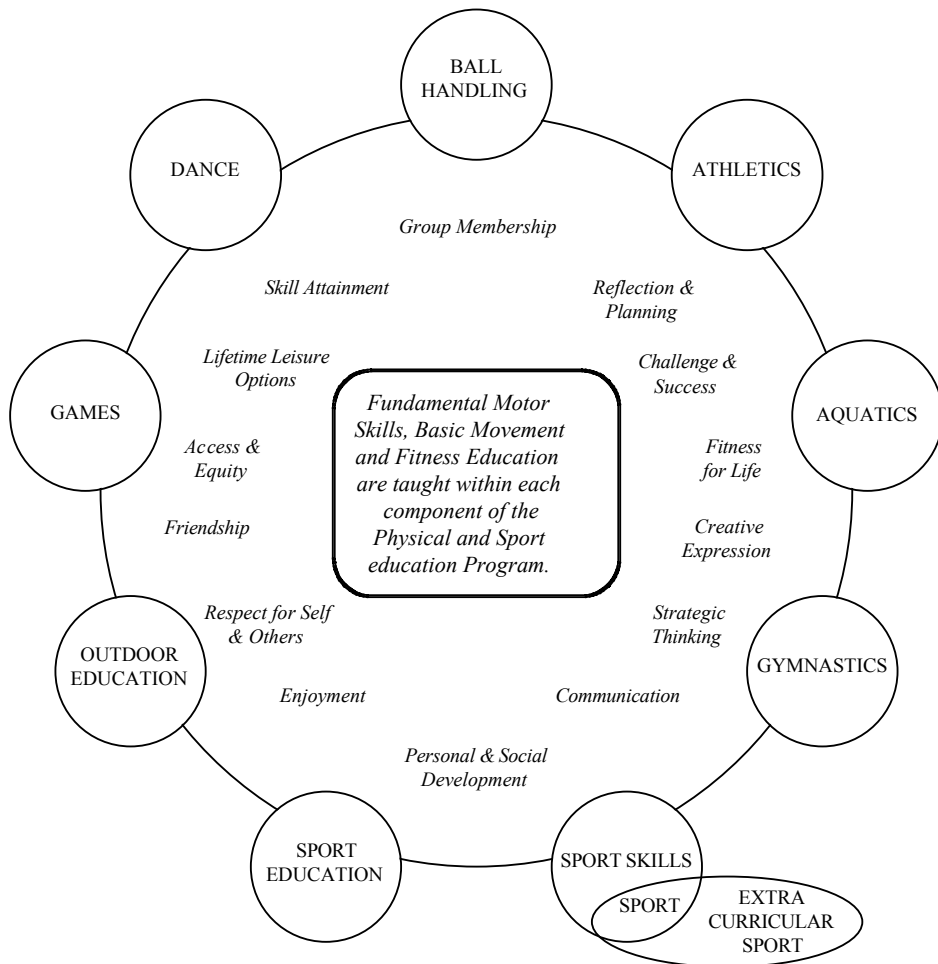 BALL
HANDLING
DANCE
ATHLETICS
Group Membership
Skill Attainment
Reflection &
Planning
Lifetime Leisure
Options
Challenge &
Success
GAMES
Fundamental Motor
Skills, Basic Movement
and Fitness Education
are taught within each
component of the
Physical and Sport
education Program.
AQUATICS
Access &
Equity
Fitness
for Life
Friendship
Creative
Expression
Respect for Self
& Others
Strategic
Thinking
OUTDOOR
EDUCATION
GYMNASTICS
Enjoyment
Communication
Personal & Social
Development
SPORT
EDUCATION
SPORT SKILLS
SPORT
EXTRA
CURRICULAR
SPORT